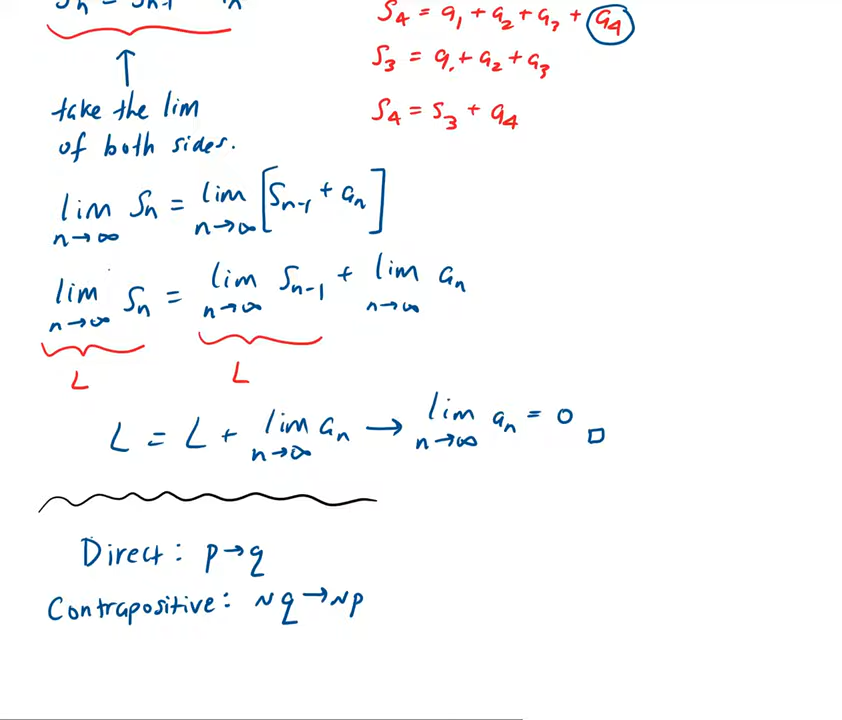 S₄ = a₁ + a₂ + a₃ + a₄
S₃ = a₁ + a₂ + a₃
S₄ = S₃ + a₄
take the lim
of both sides.
lim n→∞ Sₙ = lim n→∞ [Sₙ₋₁ + aₙ]
lim n→∞ Sₙ = lim n→∞ Sₙ₋₁ + lim n→∞ aₙ
L L
L = L + lim n→∞ aₙ → lim n→∞ aₙ = 0 □
Direct: p→q
Contrapositive: ~q→~p